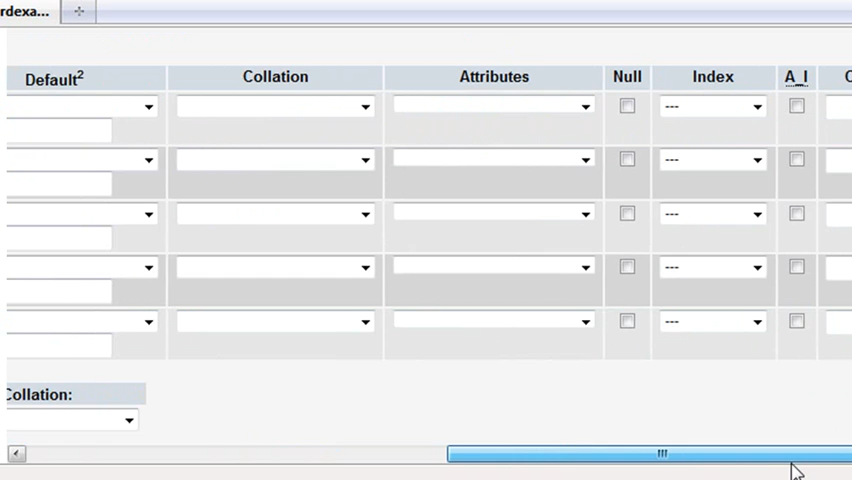 rdexa...
Default2 Collation Attributes Null Index A_I C
---
---
---
---
---
Collation: